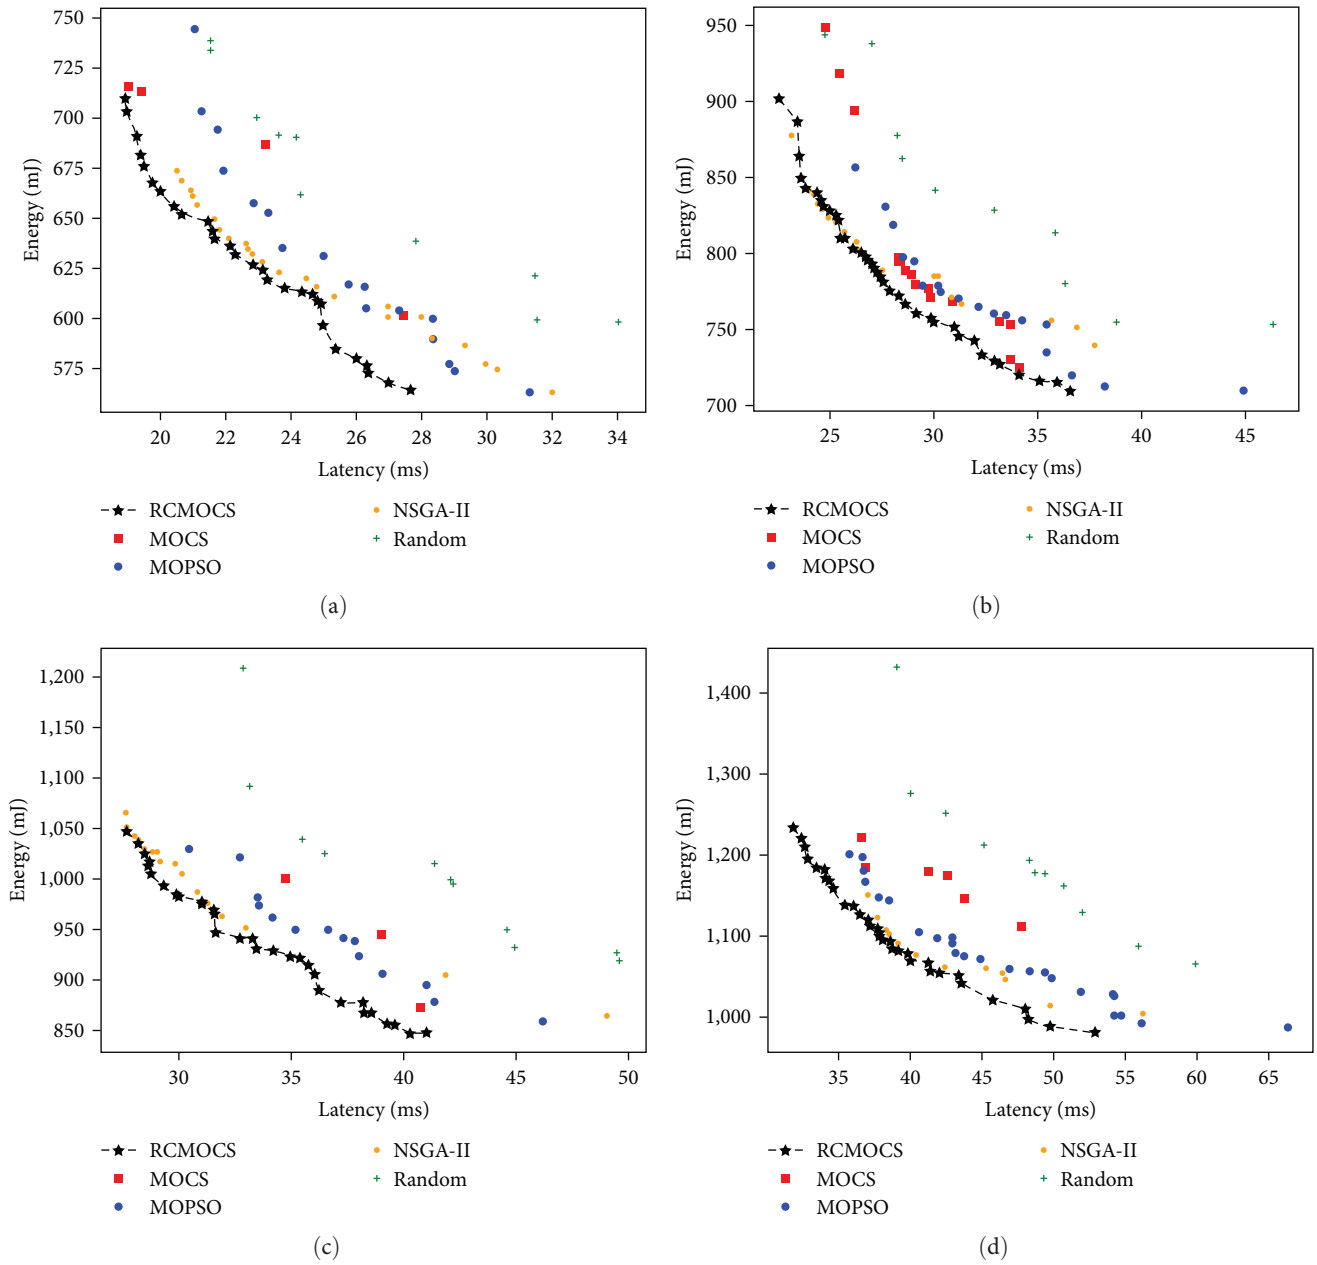 750
725
700
675
650
625
600
575
Energy (mJ)
20 22 24 26 28 30 32 34
Latency (ms)
RCMOCS
MOCS
MOPSO
NSGA-II
Random
(a)
950
900
850
800
750
700
Energy (mJ)
25 30 35 40 45
Latency (ms)
RCMOCS
MOCS
MOPSO
NSGA-II
Random
(b)
1,200
1,150
1,100
1,050
1,000
950
900
850
Energy (mJ)
30 35 40 45 50
Latency (ms)
RCMOCS
MOCS
MOPSO
NSGA-II
Random
(c)
1,400
1,300
1,200
1,100
1,000
Energy (mJ)
35 40 45 50 55 60 65
Latency (ms)
RCMOCS
MOCS
MOPSO
NSGA-II
Random
(d)